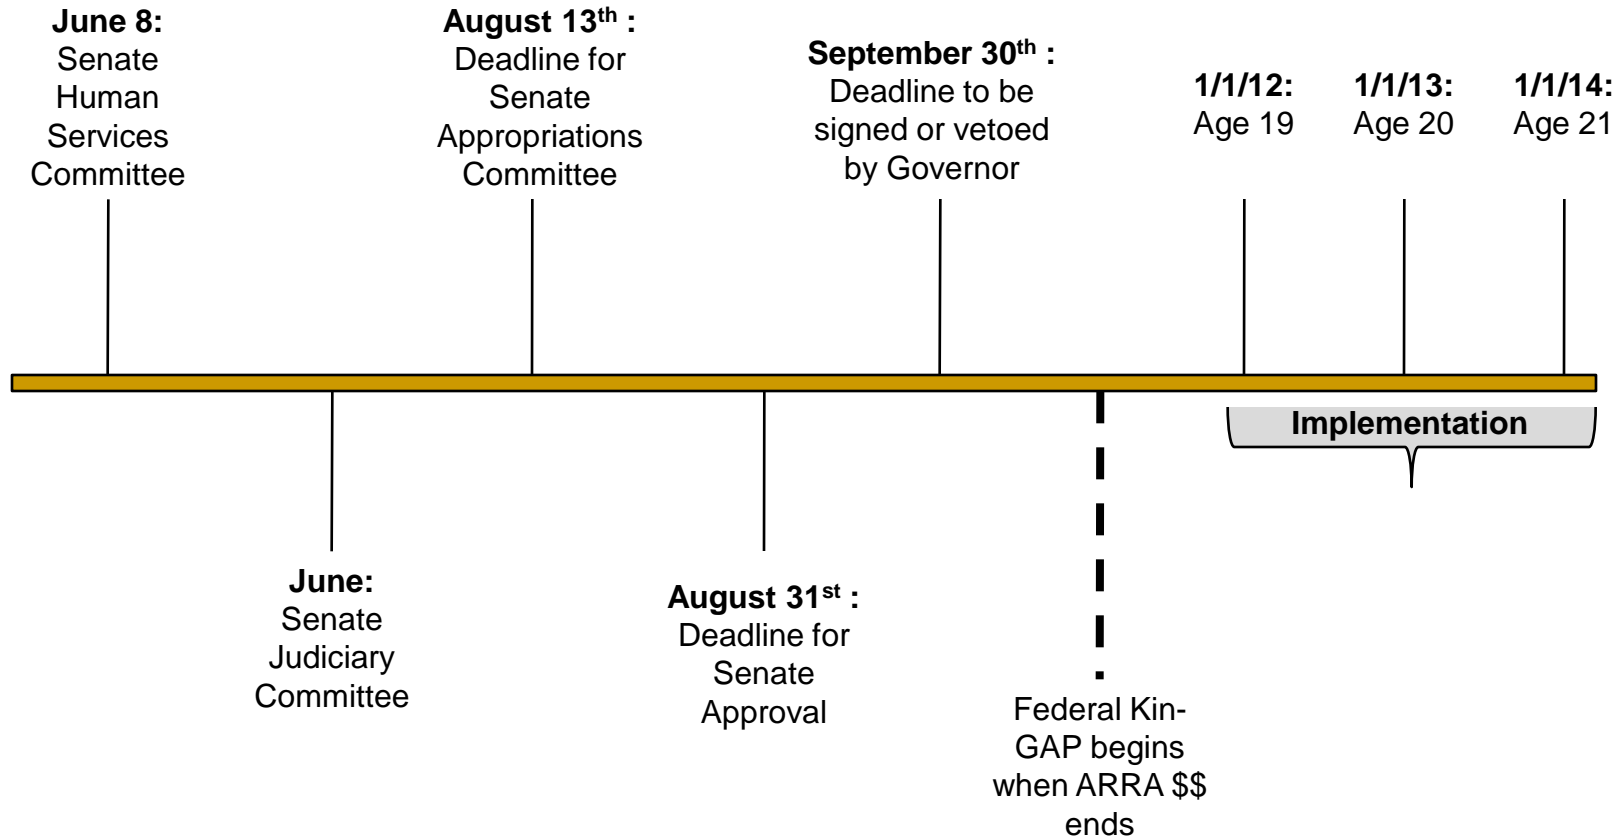 June 8:
Senate
Human
Services
Committee
August 13th :
Deadline for
Senate
Appropriations
Committee
September 30th :
Deadline to be
signed or vetoed
by Governor
1/1/12:
Age 19
1/1/13:
Age 20
1/1/14:
Age 21
Implementation
June:
Senate
Judiciary
Committee
August 31st :
Deadline for
Senate
Approval
Federal Kin-
GAP begins
when ARRA $$
ends